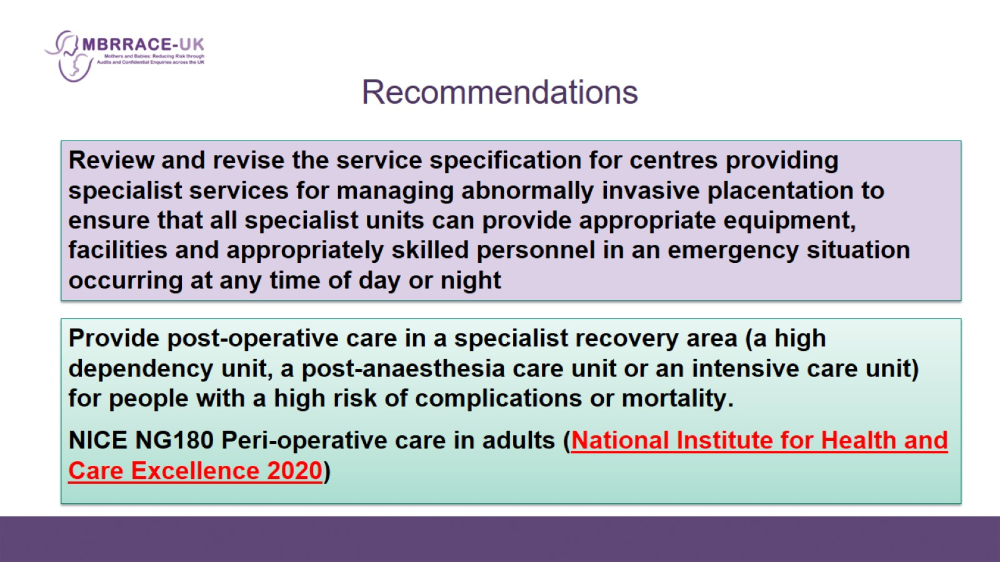 MBRRACE-UK
Mothers and Babies: Reducing Risk through
Audits and Confidential Enquiries across the UK
Recommendations
Review and revise the service specification for centres providing
specialist services for managing abnormally invasive placentation to
ensure that all specialist units can provide appropriate equipment,
facilities and appropriately skilled personnel in an emergency situation
occurring at any time of day or night
Provide post-operative care in a specialist recovery area (a high
dependency unit, a post-anaesthesia care unit or an intensive care unit)
for people with a high risk of complications or mortality.
NICE NG180 Peri-operative care in adults (National Institute for Health and
Care Excellence 2020)